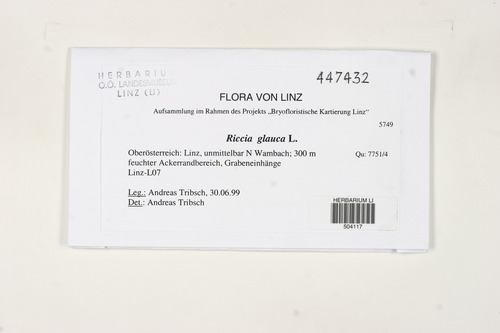 HERBARIUM
O.Ö. LANDESMUSEUM
LINZ (LI)
447432
FLORA VON LINZ
Aufsammlung im Rahmen des Projekts „Bryofloristische Kartierung Linz“
5749
Riccia glauca L.
Oberösterreich: Linz, unmittelbar N Wambach; 300 m
Qu: 7751/4
feuchter Ackerrandbereich, Grabeneinhänge
Linz-L07
Leg.: Andreas Tribsch, 30.06.99
Det.: Andreas Tribsch
HERBARIUM LI
504117